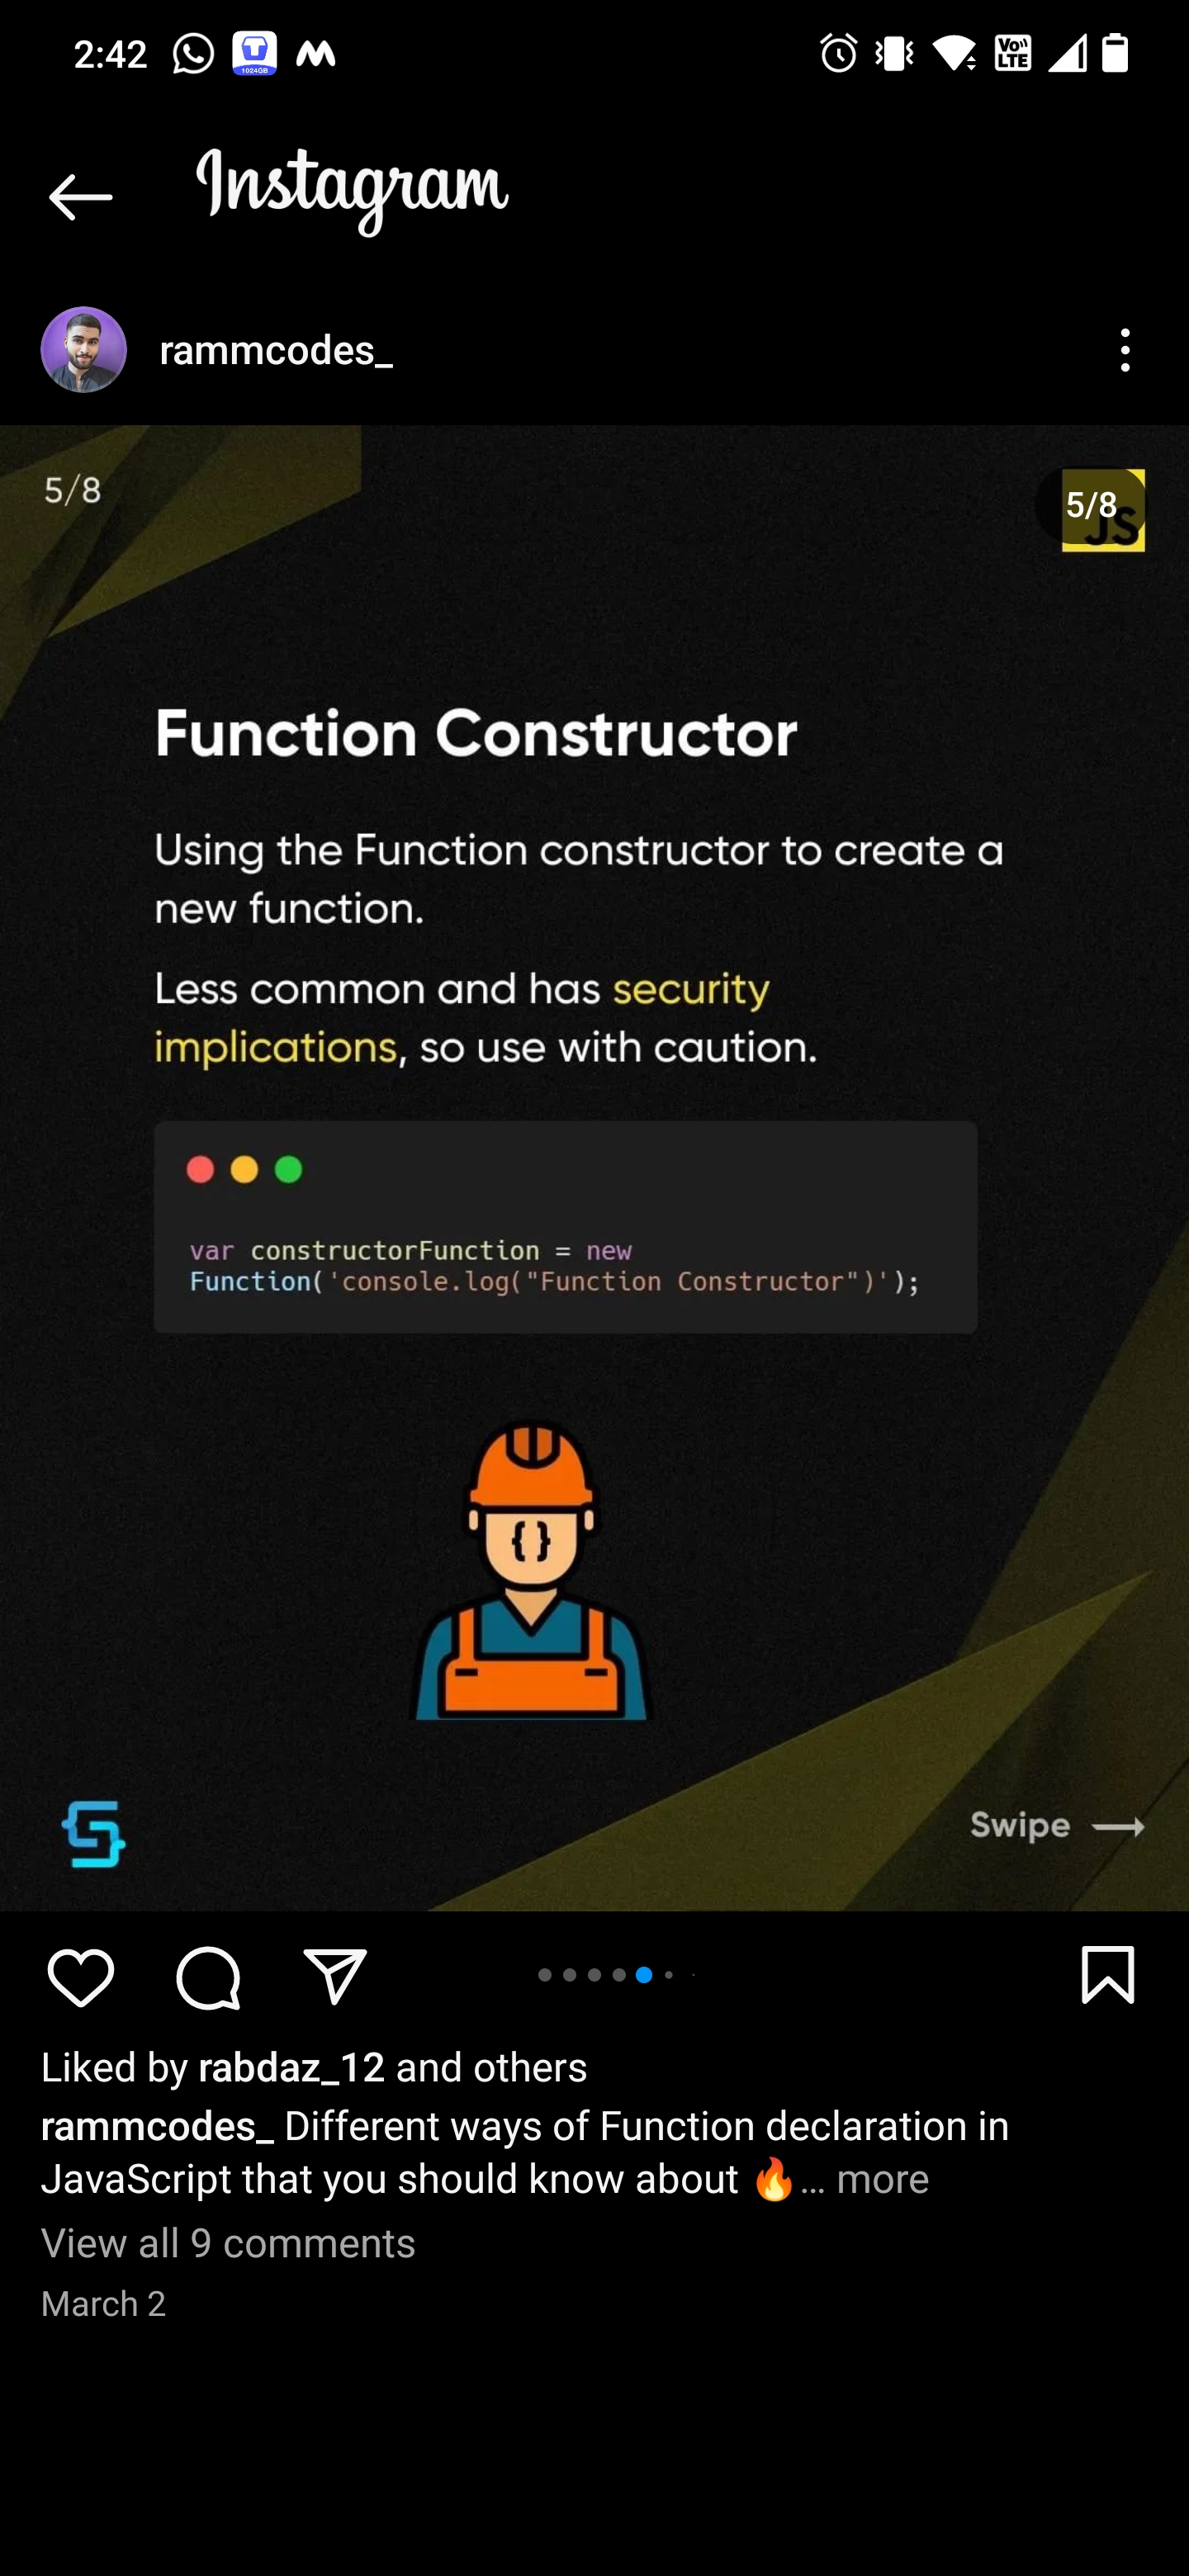 2:42
1024GB
Vo))
LTE
Instagram
rammcodes_
5/8
5/8
JS
Function Constructor
Using the Function constructor to create a
new function.
Less common and has security
implications, so use with caution.
var constructorFunction = new
Function('console.log("Function Constructor")');
{}
Swipe
Liked by rabdaz_12 and others
rammcodes_ Different ways of Function declaration in
JavaScript that you should know about 🔥... more
View all 9 comments
March 2